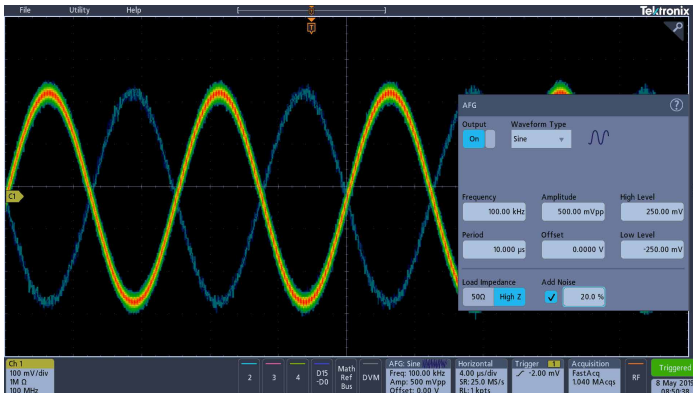 File Utility Help Tektronix
T
AFG ?
Output Waveform Type
On Sine
Frequency Amplitude High Level
100.00 kHz 500.00 mVpp 250.00 mV
Period Offset Low Level
10.000 µs 0.0000 V -250.00 mV
Load Impedance Add Noise
50Ω High Z 20.0 %
C1
Ch 1
100 mV/div
1M Ω
100 MHz
2 3 4
D15
-D0
Math
Ref
Bus
DVM
AFG: Sine
Freq: 100.00 kHz
Amp: 500 mVpp
Offset: 0.00 V
Horizontal
4.00 µs/div
SR: 25.0 MS/s
RL: 1 kpts
Trigger 1
-2.00 mV
Acquisition
FastAcq
1.040 MAcqs
RF
Triggered
8 May 201
08:50:38